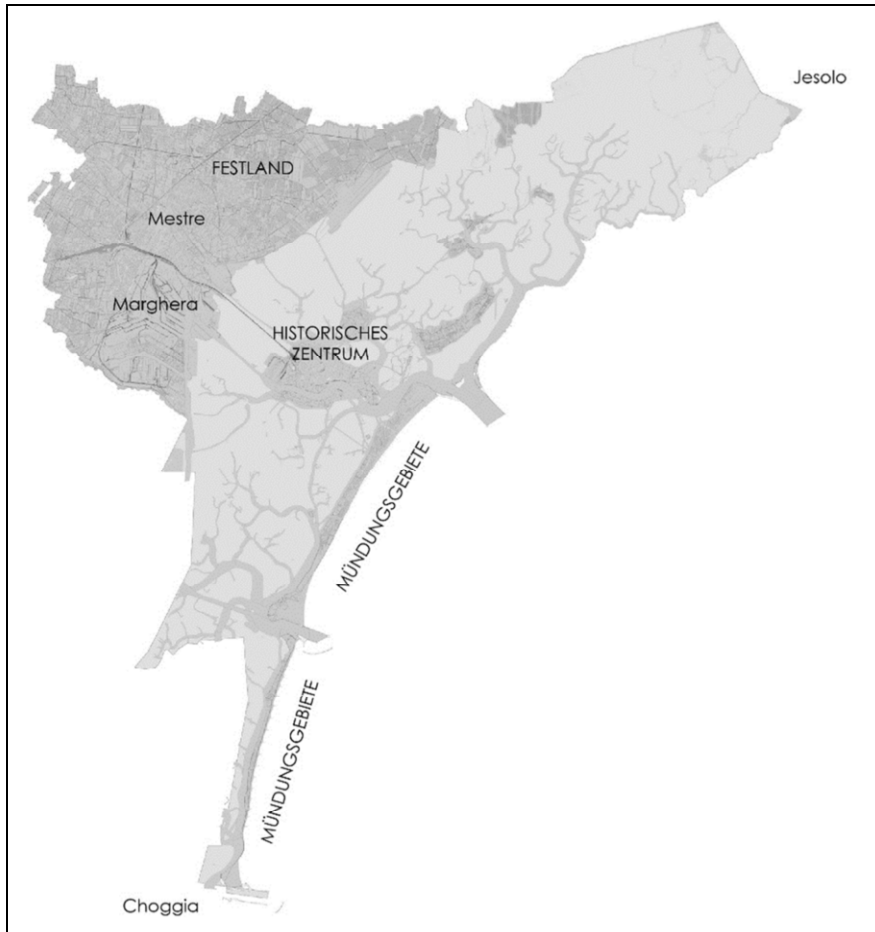 Jesolo
FESTLAND
Mestre
Marghera
HISTORISCHES
ZENTRUM
MÜNDUNGSGEBIETE
MÜNDUNGSGEBIETE
Choggia